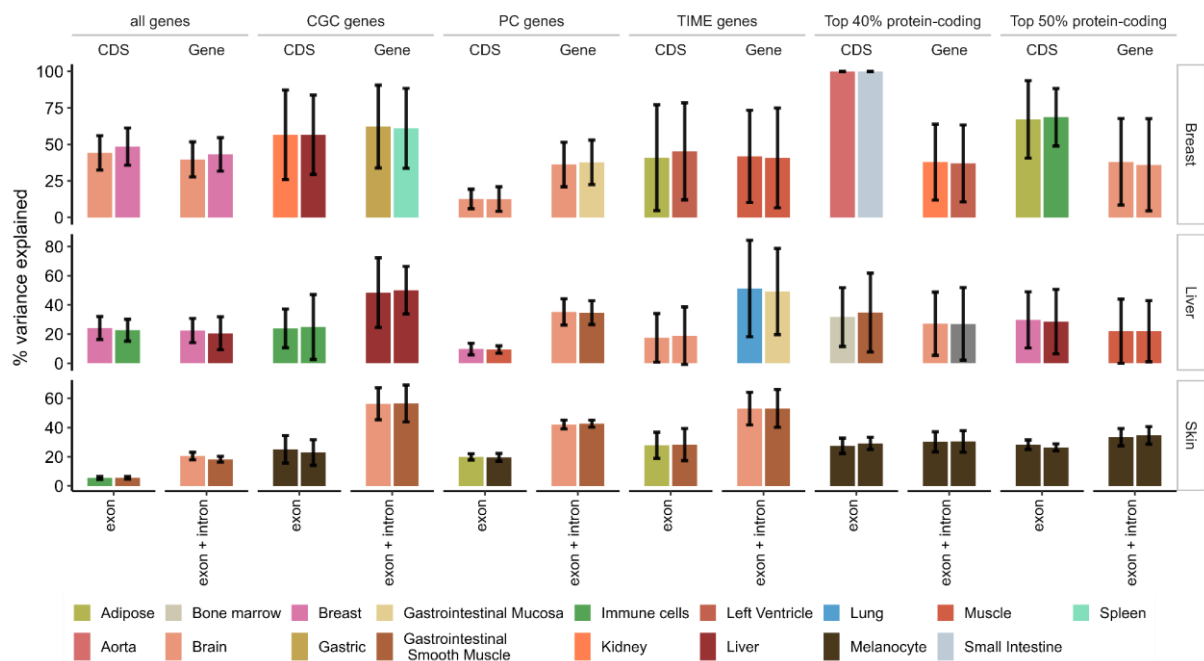 all genes CGC genes PC genes TIME genes Top 40% protein-coding Top 50% protein-coding
CDS Gene CDS Gene CDS Gene CDS Gene CDS Gene CDS Gene
% variance explained
100
75
50
25
0
Breast
80
60
40
20
0
Liver
60
40
20
0
Skin
exon exon + intron exon exon + intron exon exon + intron exon exon + intron exon exon + intron exon exon + intron
Adipose Bone marrow Breast Gastrointestinal Mucosa Immune cells Left Ventricle Lung Muscle Spleen
Aorta Brain Gastric Gastrointestinal Smooth Muscle Kidney Liver Melanocyte Small Intestine